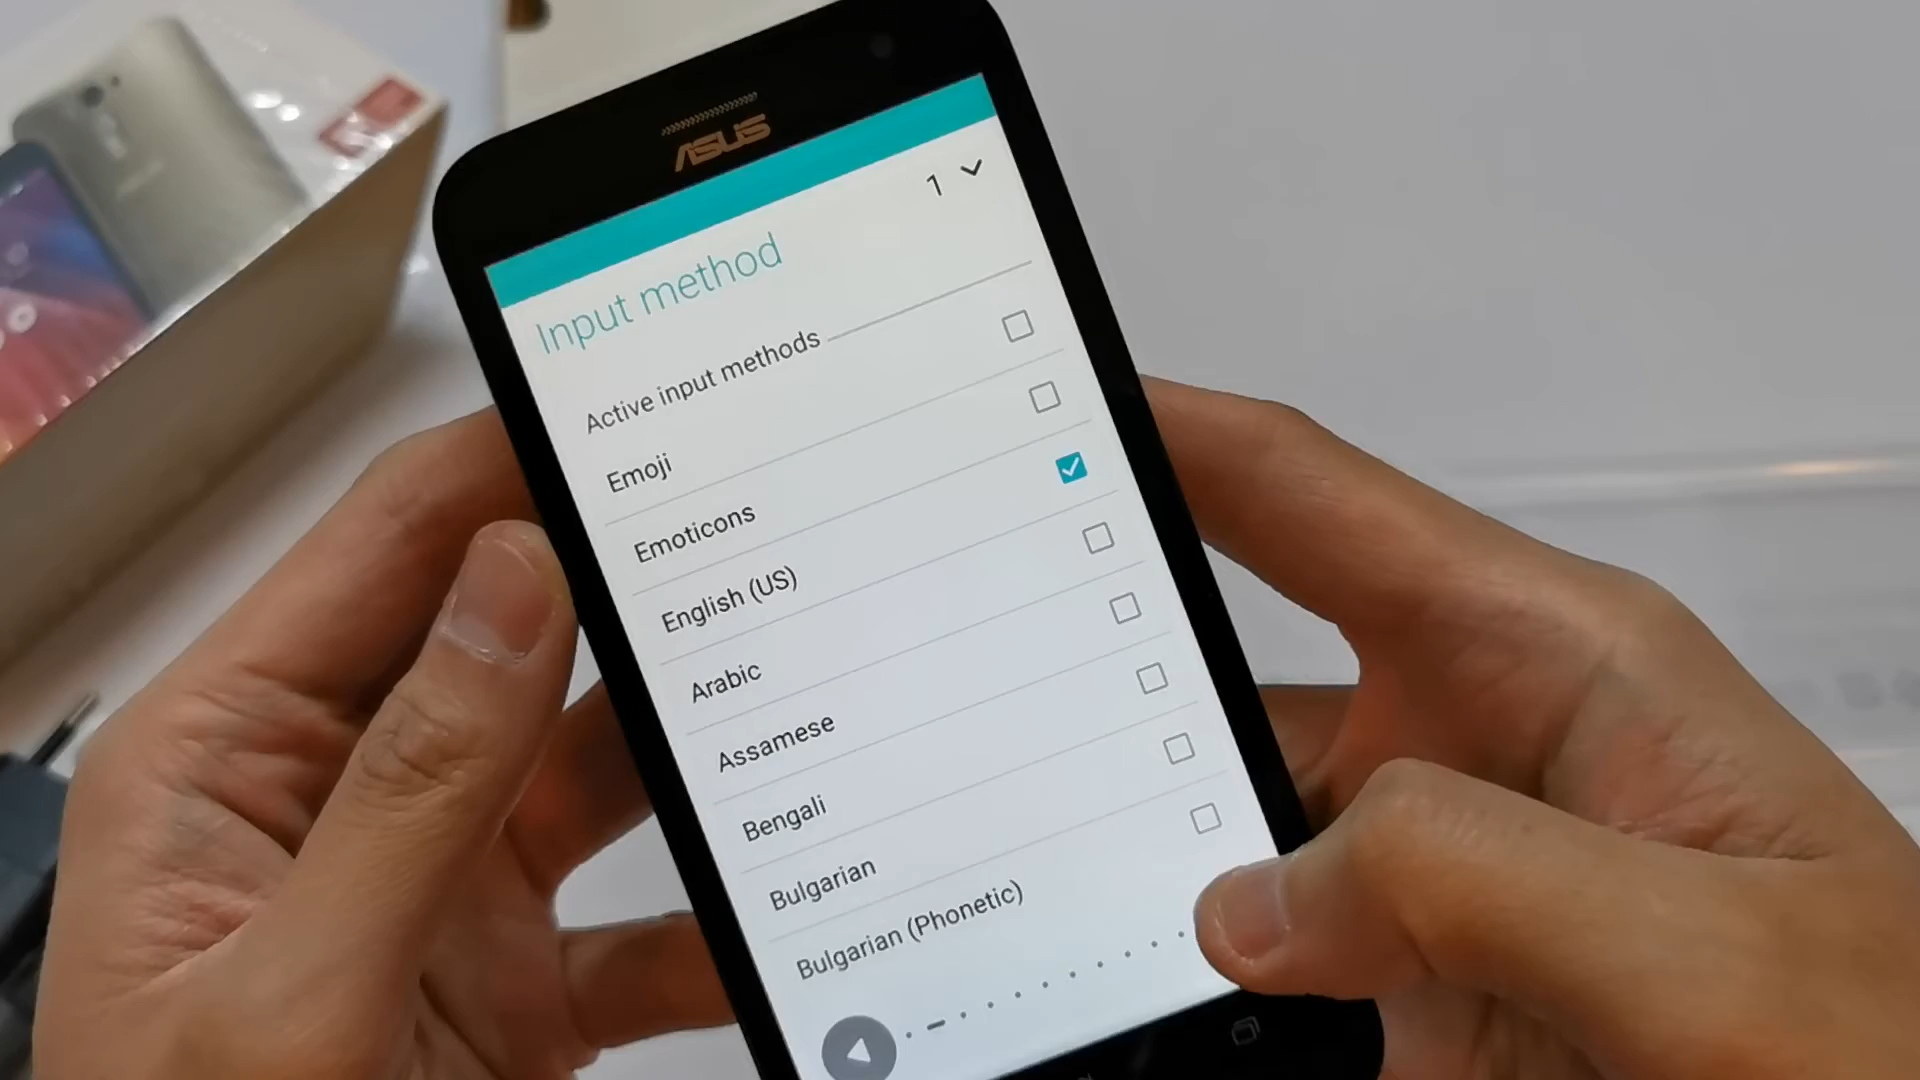 ASUS
1
Input method
Active input methods
Emoji
Emoticons
English (US)
Arabic
Assamese
Bengali
Bulgarian
Bulgarian (Phonetic)